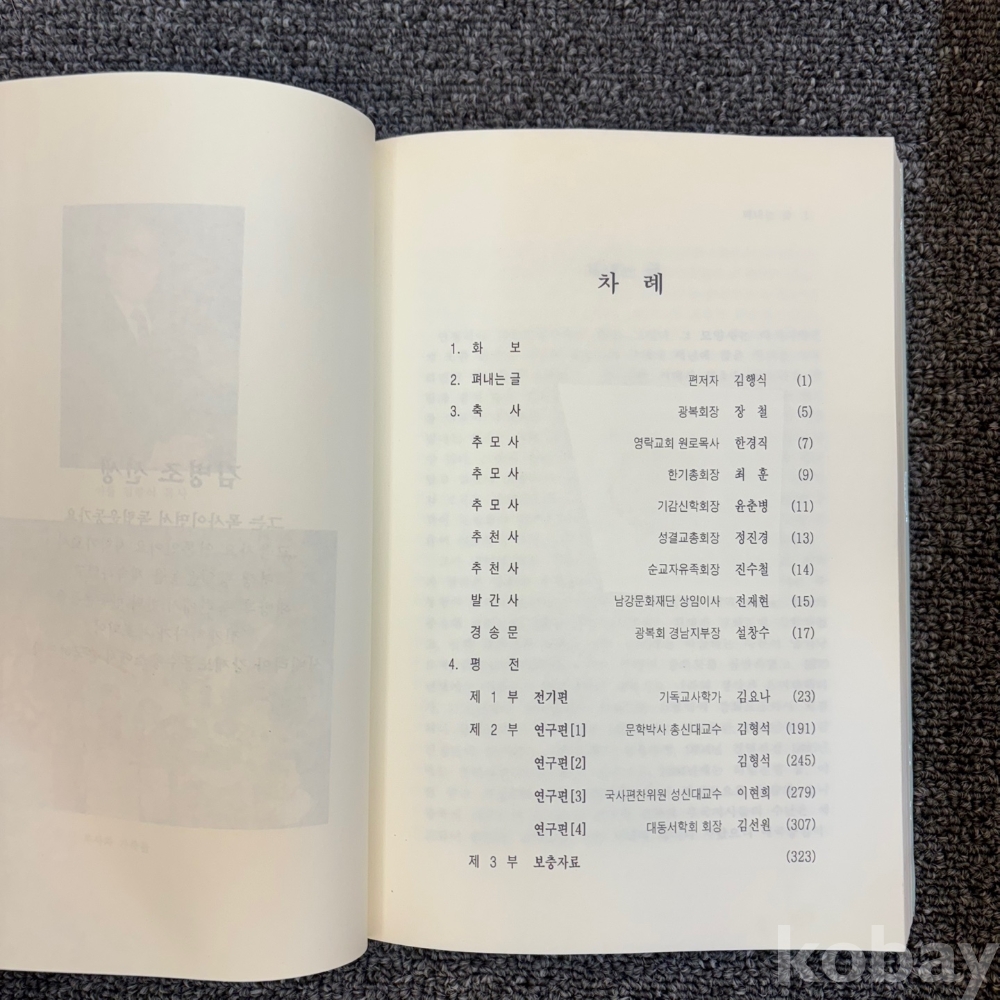 차 례
1. 화 보
2. 펴내는 글 편저자 김행식 (1)
3. 축 사 광복회장 장 철 (5)
추 모 사 영락교회 원로목사 한경직 (7)
추 모 사 한기총회장 최 훈 (9)
추 모 사 기감신학회장 윤춘병 (11)
추 천 사 성결교총회장 정진경 (13)
추 천 사 순교자유족회장 진수철 (14)
발 간 사 남강문화재단 상임이사 전재현 (15)
경 송 문 광복회 경남지부장 설창수 (17)
4. 평 전
제 1 부 전기편 기독교사학가 김요나 (23)
제 2 부 연구편[1] 문학박사 총신대교수 김형석 (191)
연구편[2] 김형석 (245)
연구편[3] 국사편찬위원 성신대교수 이현희 (279)
연구편[4] 대동서학회 회장 김선원 (307)
제 3 부 보충자료 (323)
김병조 선생
kobay